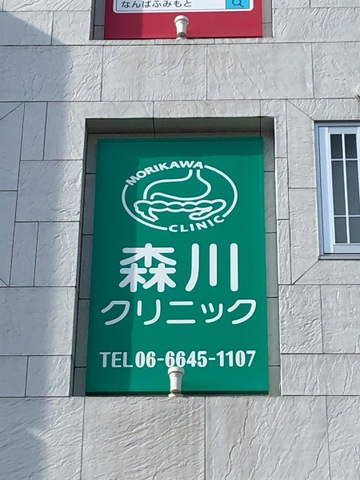 なんばふみもと
MORIKAWA
CLINIC
森川
クリニック
TEL06-6645-1107